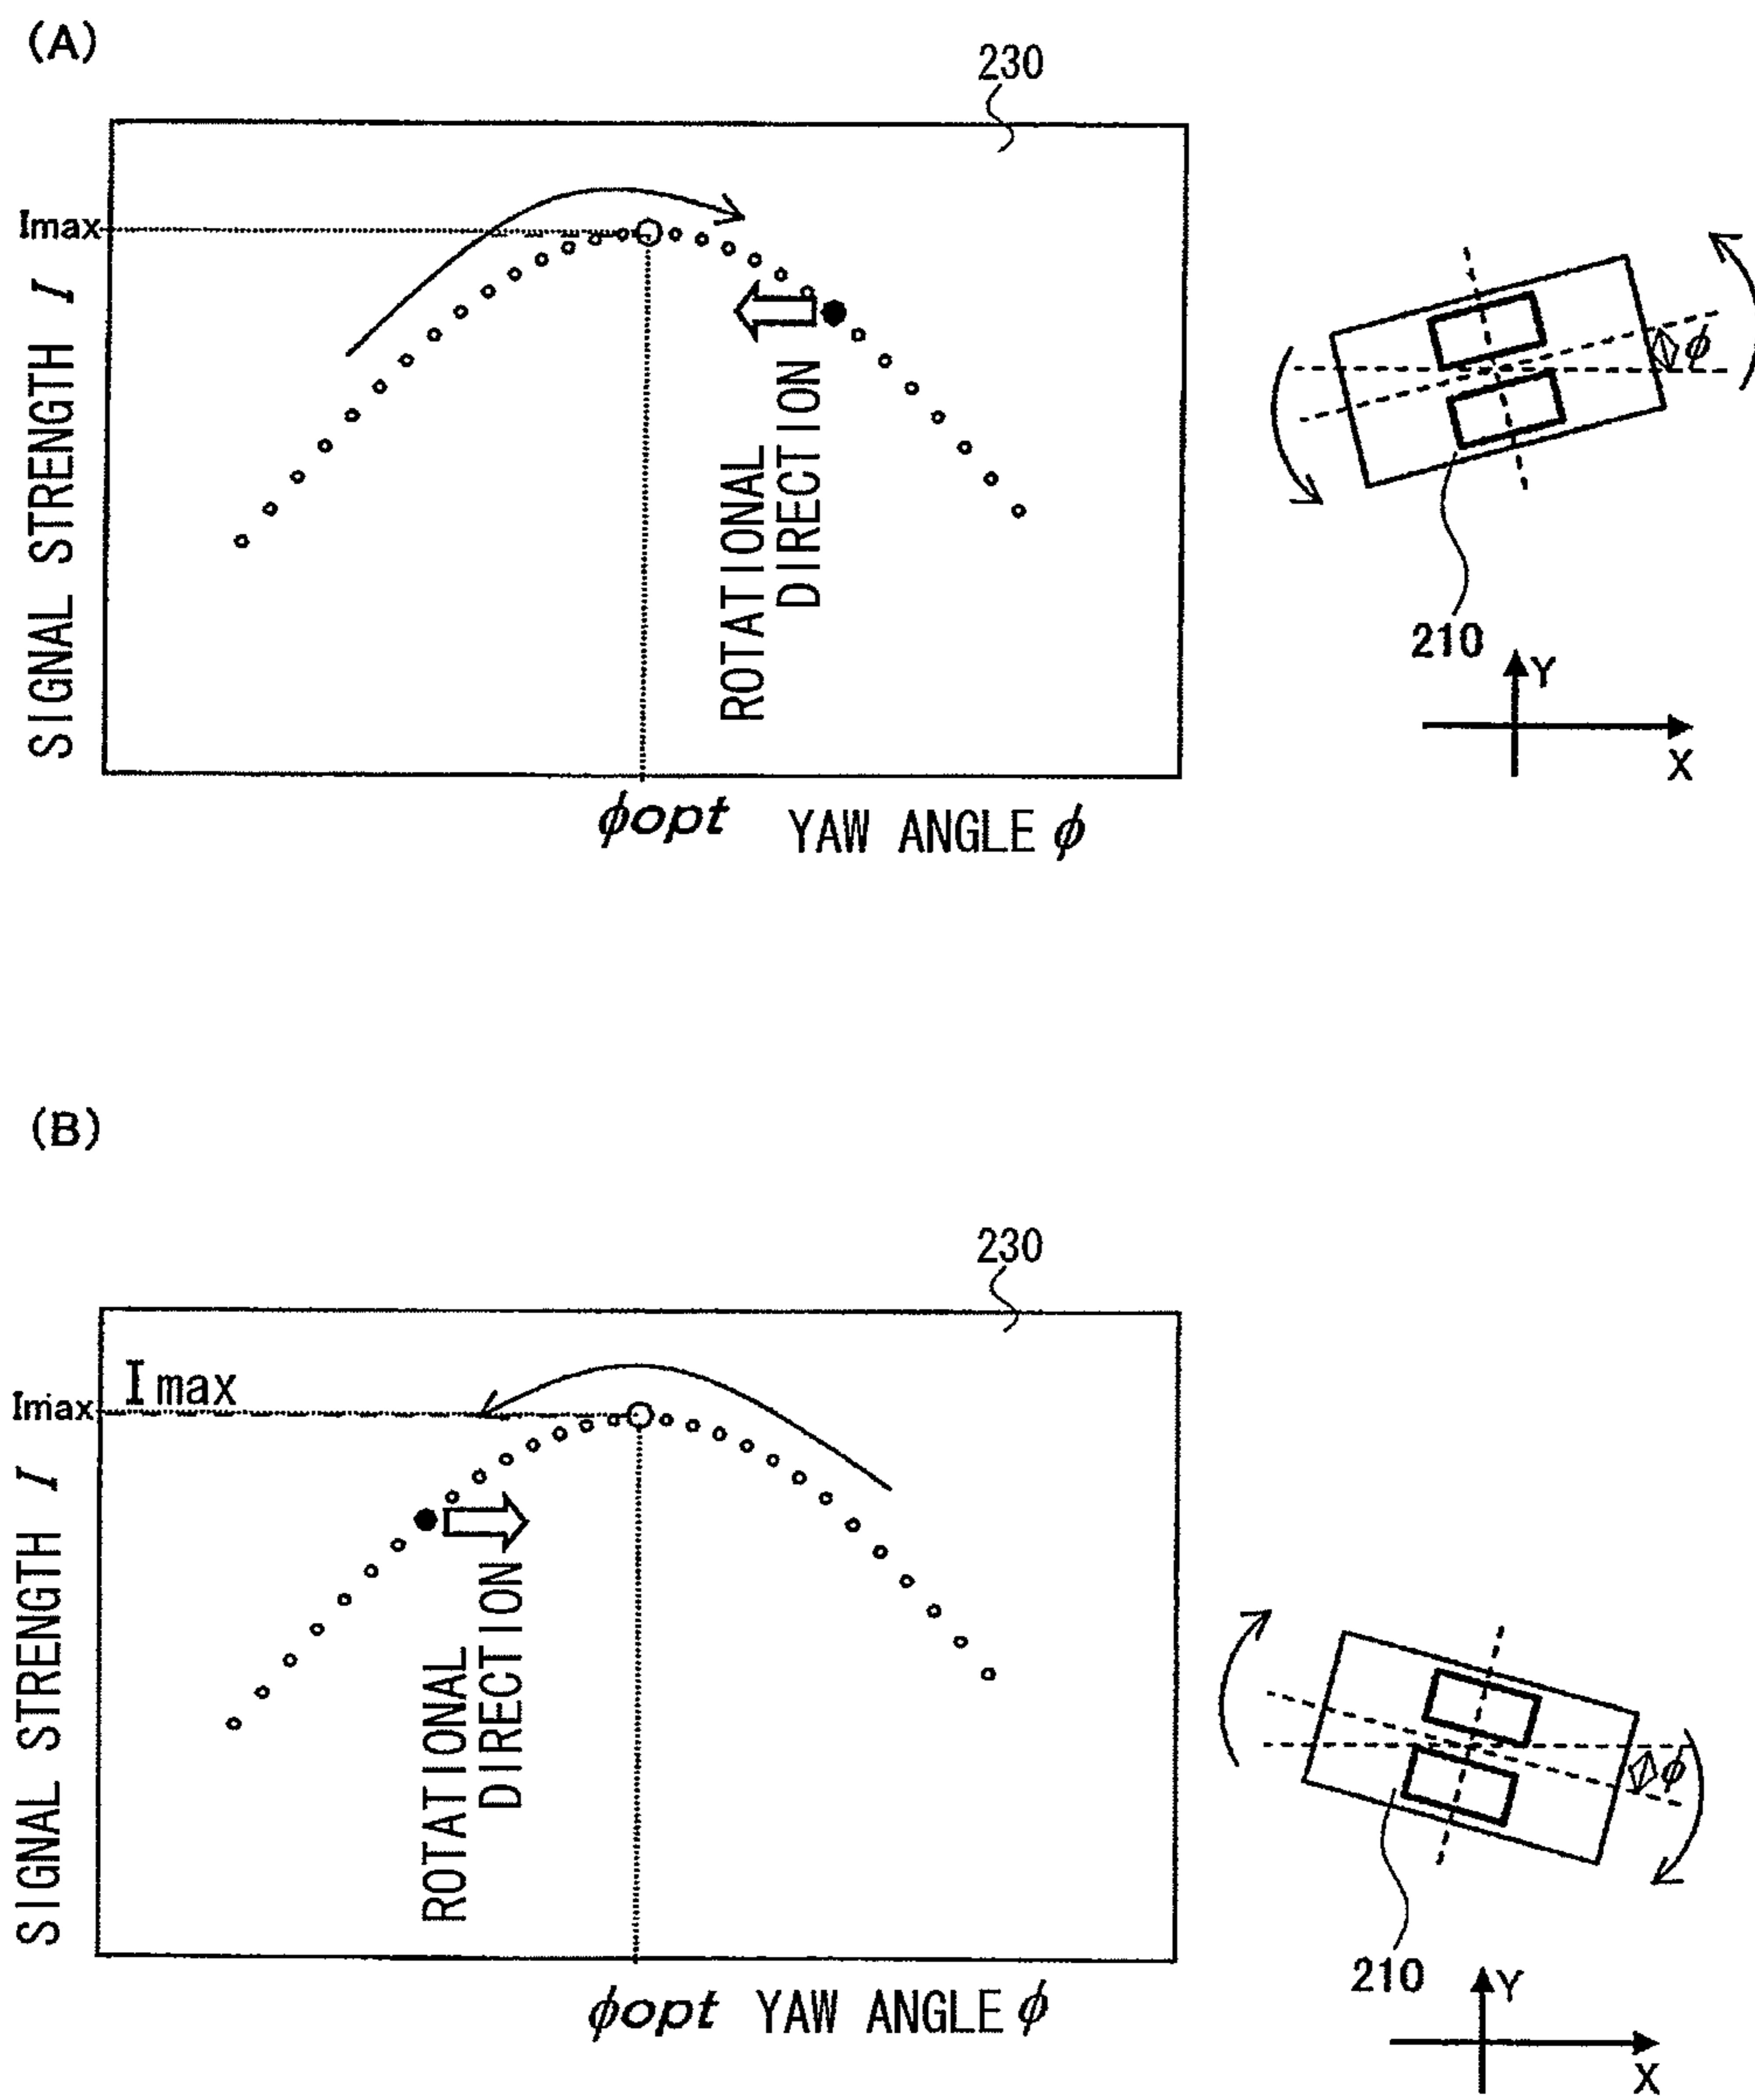 (A)
230
Imax
SIGNAL STRENGTH I
ROTATIONAL
DIRECTION
ϕopt YAW ANGLE ϕ
ϕ
210
Y
X
(B)
230
Imax
Imax
SIGNAL STRENGTH I
ROTATIONAL
DIRECTION
ϕopt YAW ANGLE ϕ
ϕ
210
Y
X